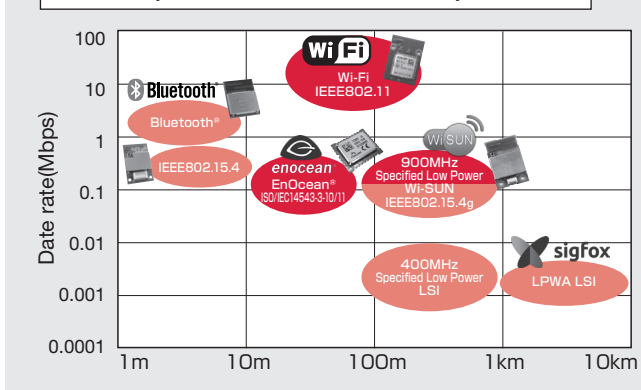 100
10
1
0.1
0.01
0.001
0.0001
Date rate(Mbps)
1m
10m
100m
1km
10km
Wi Fi
Wi-Fi
IEEE802.11
Bluetooth®
Bluetooth®
IEEE802.15.4
enocean
EnOcean®
ISO/IEC14543-3-10/11
Wi SUN
900MHz
Specified Low Power
Wi-SUN
IEEE802.15.4g
400MHz
Specified Low Power
LSI
sigfox
LPWA LSI